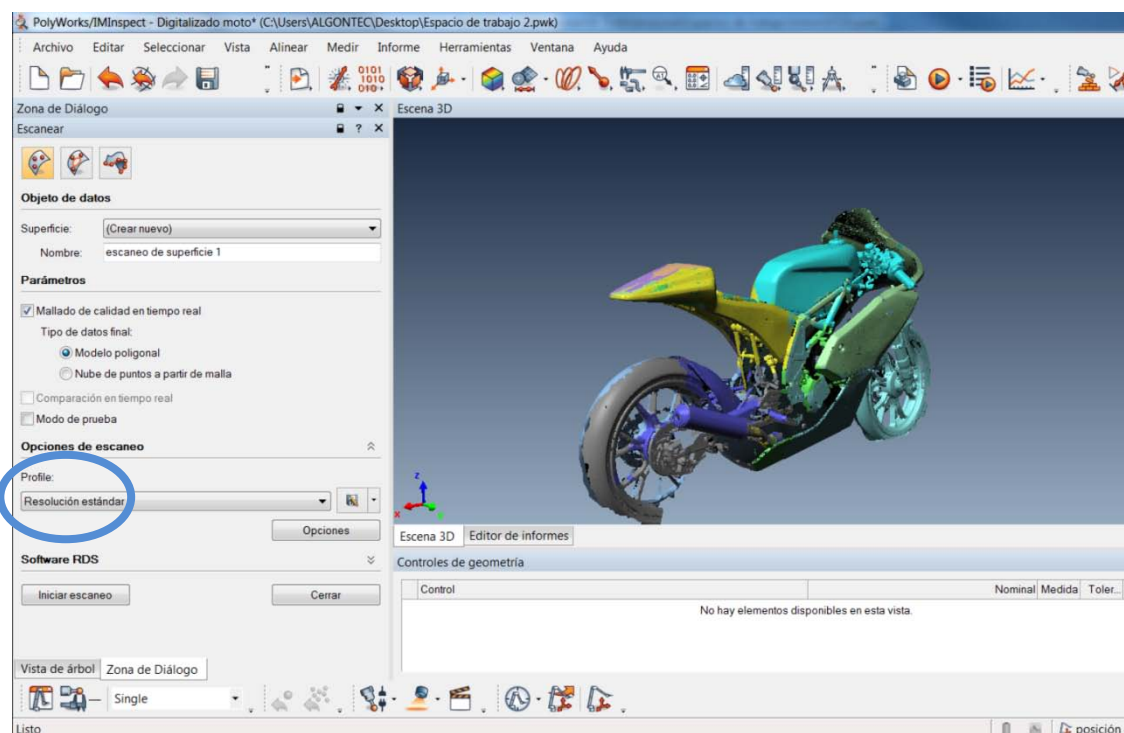 PolyWorks/IMInspect - Digitalizado moto* (C:\Users\ALGONTEC\Desktop\Espacio de trabajo 2.pwk)
Archivo Editar Seleccionar Vista Alinear Medir Informe Herramientas Ventana Ayuda
Zona de Diálogo
Escena 3D
Escanear
Objeto de datos
Superficie: (Crear nuevo)
Nombre: escaneo de superficie 1
Parámetros
Mallado de calidad en tiempo real
Tipo de datos final:
Modelo poligonal
Nube de puntos a partir de malla
Comparación en tiempo real
Modo de prueba
Opciones de escaneo
Profile:
Resolución estándar
Opciones
Software RDS
Iniciar escaneo Cerrar
Vista de árbol Zona de Diálogo
z
x
Escena 3D Editor de informes
Controles de geometría
Control Nominal Medida Toler...
No hay elementos disponibles en esta vista.
Single
Listo
posición